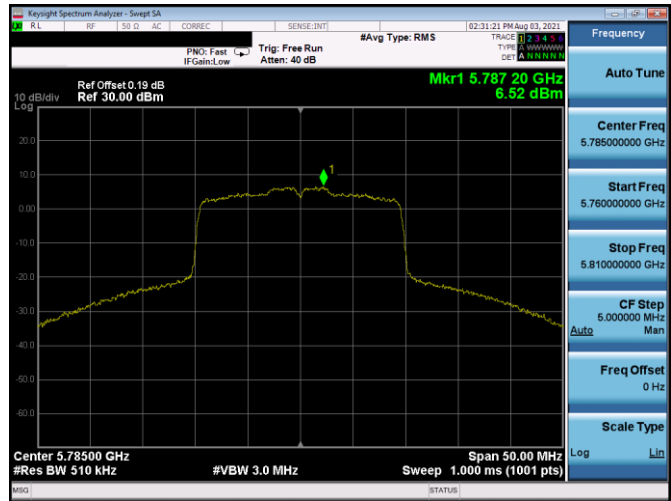 Keysight Spectrum Analyzer - Swept SA
RL RF 50 Ω AC CORREC SENSE:INT 02:31:21 PM Aug 03, 2021
#Avg Type: RMS
TRACE 1 2 3 4 5 6
TYPE A WWWWW
DET A N N N N N
PNO: Fast Trig: Free Run
IFGain:Low Atten: 40 dB
Frequency
Mkr1 5.787 20 GHz
6.52 dBm
Ref Offset 0.19 dB
10 dB/div Ref 30.00 dBm
Log
20.0
10.0
0.00
-10.0
-20.0
-30.0
-40.0
-50.0
-60.0
1
Center 5.78500 GHz Span 50.00 MHz
#Res BW 510 kHz #VBW 3.0 MHz Sweep 1.000 ms (1001 pts)
Auto Tune
Center Freq
5.785000000 GHz
Start Freq
5.760000000 GHz
Stop Freq
5.810000000 GHz
CF Step
5.000000 MHz
Auto Man
Freq Offset
0 Hz
Scale Type
Log Lin
MSG STATUS